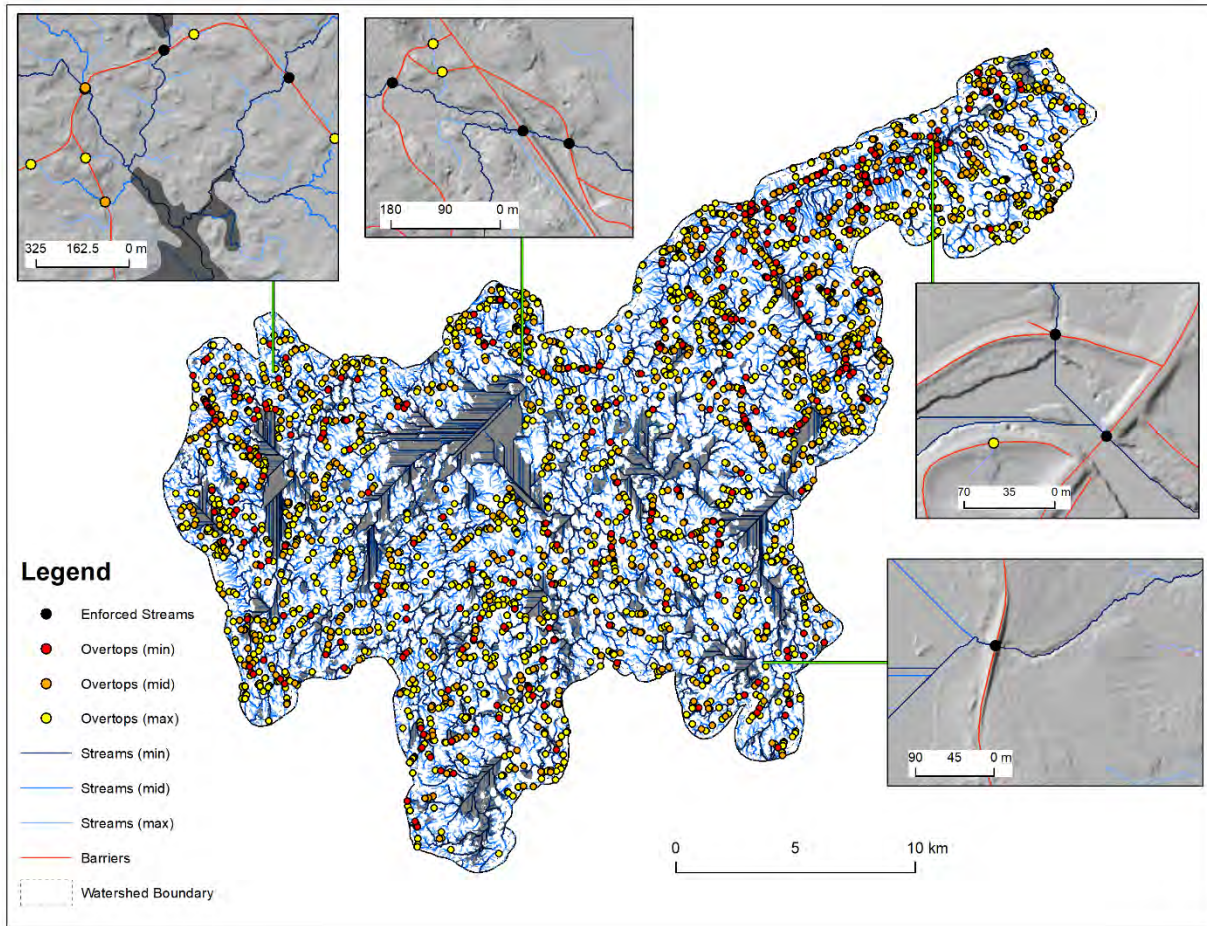 325 162.5 0 m
180 90 0 m
70 35 0 m
90 45 0 m
Legend
Enforced Streams
Overtops (min)
Overtops (mid)
Overtops (max)
Streams (min)
Streams (mid)
Streams (max)
Barriers
Watershed Boundary
0 5 10 km